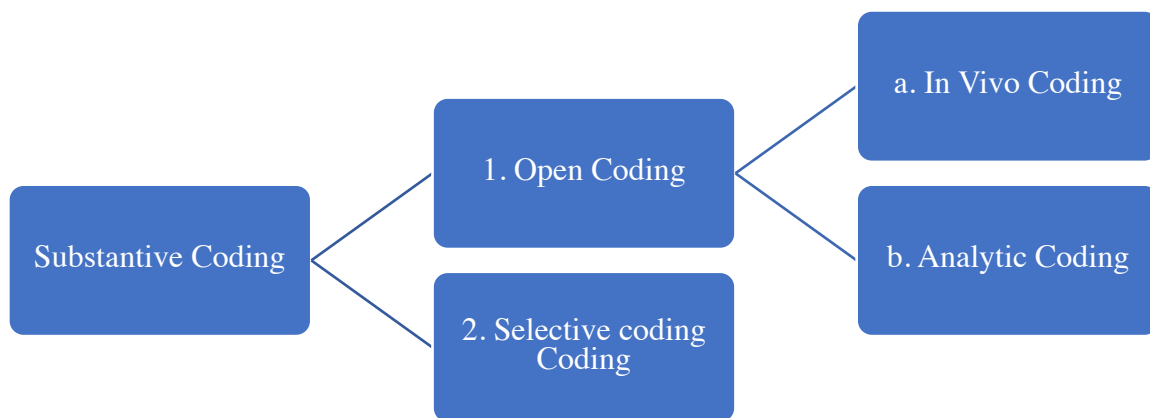 Substantive Coding
1. Open Coding
a. In Vivo Coding
b. Analytic Coding
2. Selective coding
Coding